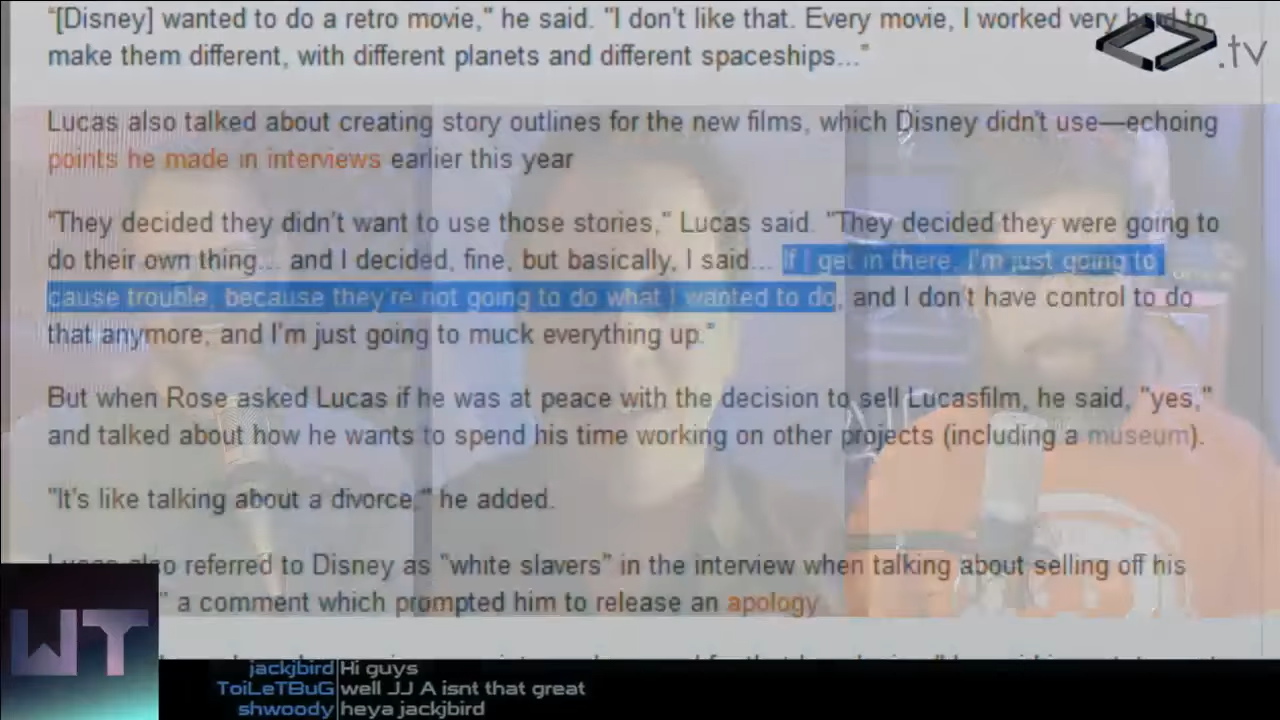 "[Disney] wanted to do a retro movie," he said. "I don't like that. Every movie, I worked very hard to
.tv
make them different, with different planets and different spaceships..."
Lucas also talked about creating story outlines for the new films, which Disney didn't use—echoing
points he made in interviews earlier this year
"They decided they didn't want to use those stories," Lucas said. "They decided they were going to
do their own thing... and I decided, fine, but basically, I said... If I get in there, I'm just going to
cause trouble, because they're not going to do what I wanted to do, and I don't have control to do
that anymore, and I'm just going to muck everything up."
But when Rose asked Lucas if he was at peace with the decision to sell Lucasfilm, he said, "yes,"
and talked about how he wants to spend his time working on other projects (including a museum).
"It's like talking about a divorce," he added.
Lucas also referred to Disney as "white slavers" in the interview when talking about selling off his
" a comment which prompted him to release an apology
WT
jackjbird Hi guys
ToiLeTBuG well JJ A isnt that great
shwoody heya jackjbird